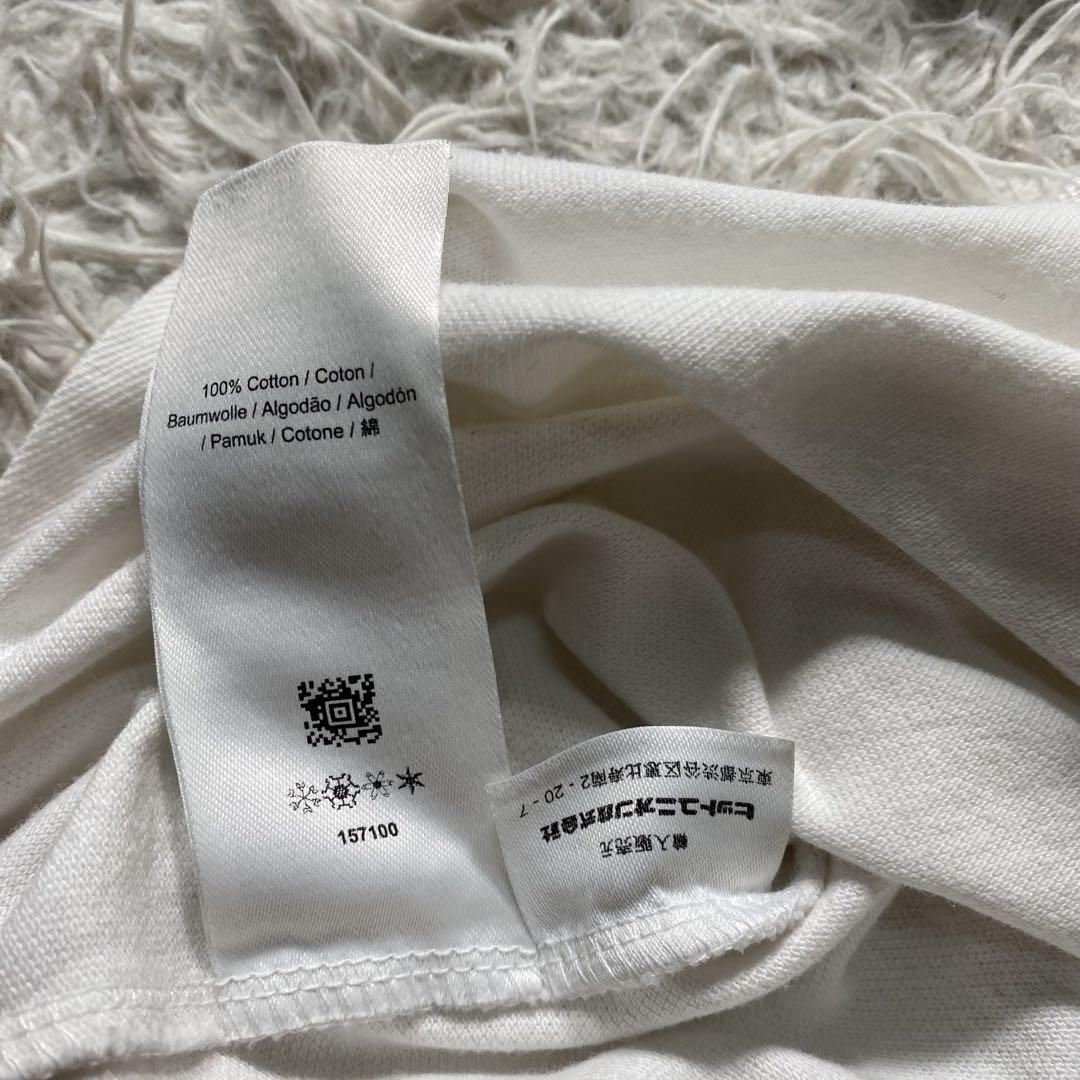 100% Cotton / Coton /
Baumwolle / Algodão / Algodón
/ Pamuk / Cotone / 綿
157100
輸入販売元
ヒットユニオン株式会社
東京都渋谷区恵比寿南2-20-7